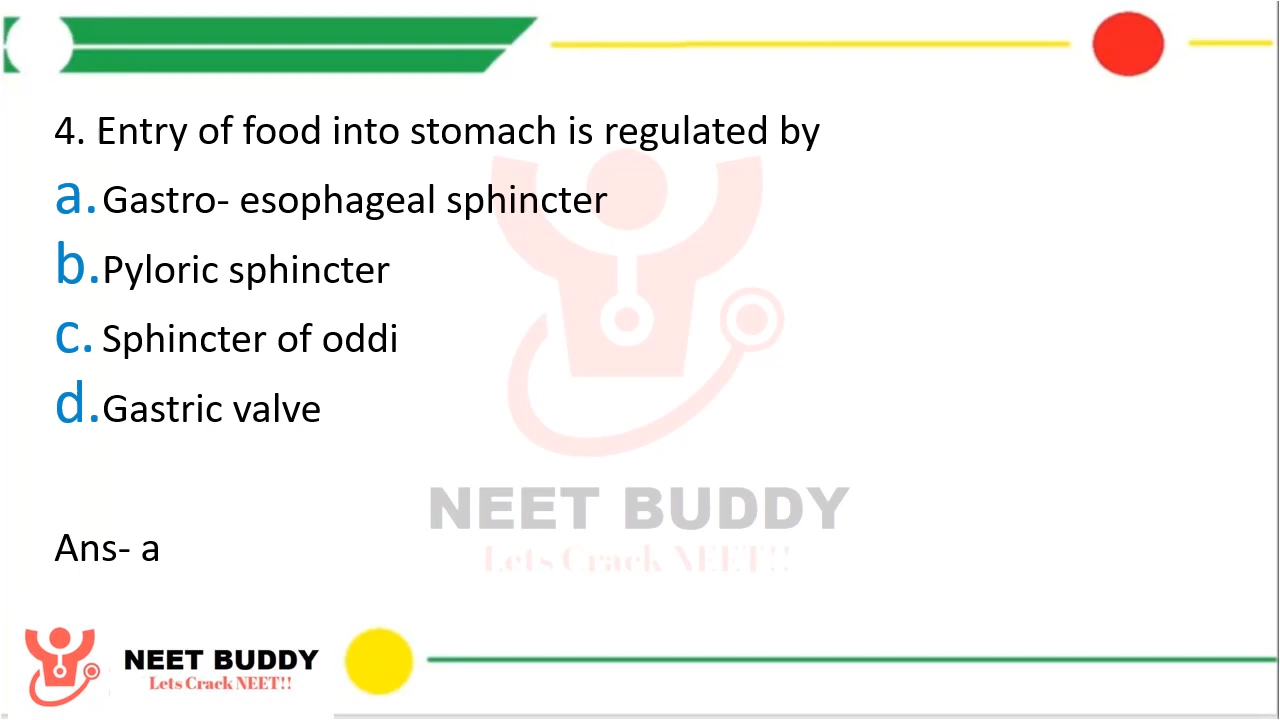 4. Entry of food into stomach is regulated by
a. Gastro- esophageal sphincter
b. Pyloric sphincter
c. Sphincter of oddi
d. Gastric valve
NEET BUDDY
Lets Crack NEET!!
Ans- a
NEET BUDDY
Lets Crack NEET!!